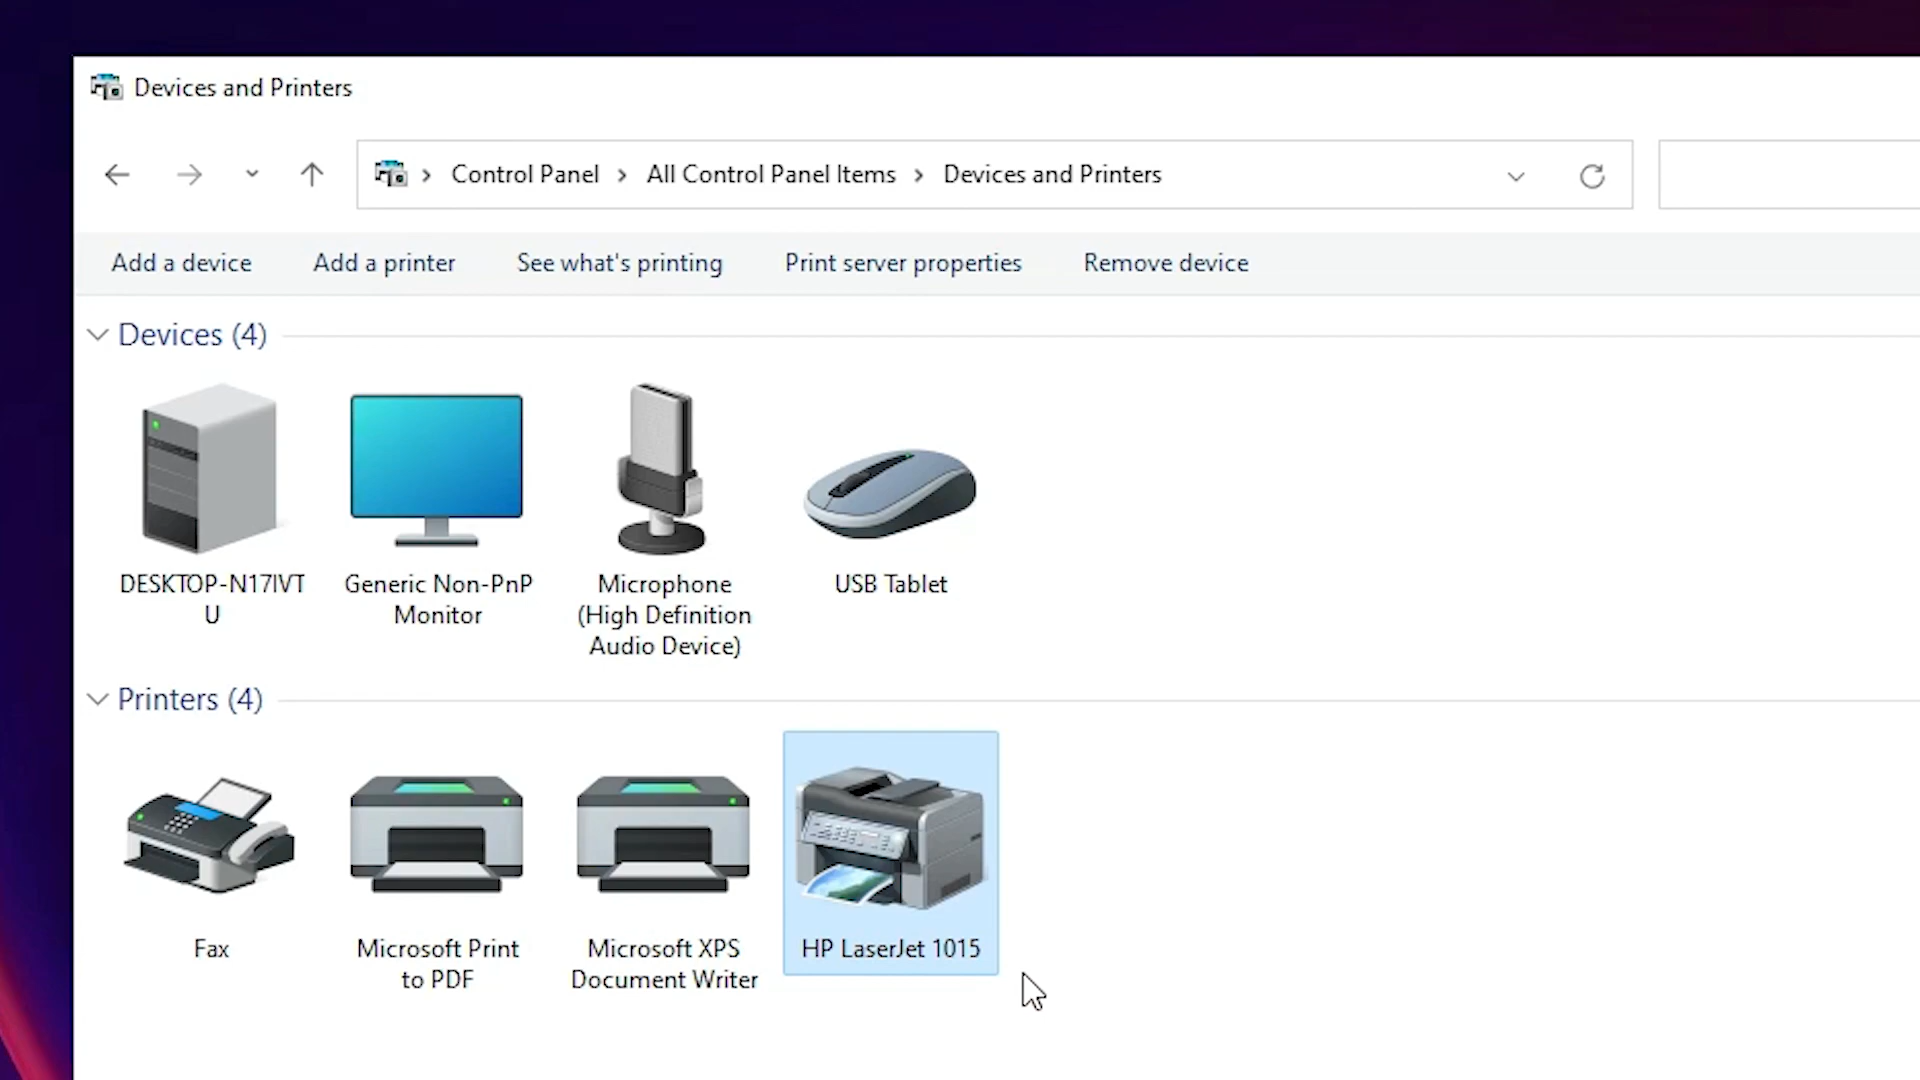 Devices and Printers
Control Panel > All Control Panel Items > Devices and Printers
Add a device Add a printer See what's printing Print server properties Remove device
Devices (4)
DESKTOP-N17IVT
U
Generic Non-PnP
Monitor
Microphone
(High Definition
Audio Device)
USB Tablet
Printers (4)
Fax
Microsoft Print
to PDF
Microsoft XPS
Document Writer
HP LaserJet 1015